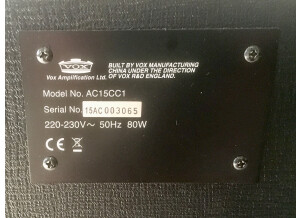 VOX
Vox Amplification Ltd.
BUILT BY VOX MANUFACTURING
CHINA UNDER THE DIRECTION
OF VOX R&D ENGLAND.
Model No. AC15CC1
Serial No. 15AC003065
220-230V~ 50Hz 80W
CE